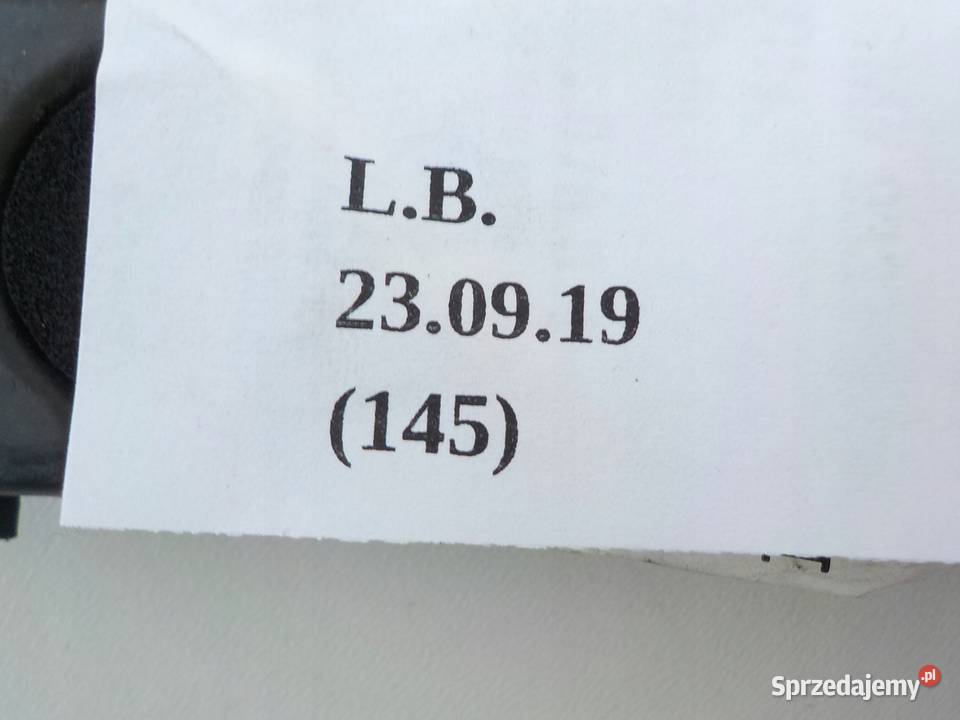 L.B.
23.09.19
(145)
Sprzedajemy.pl